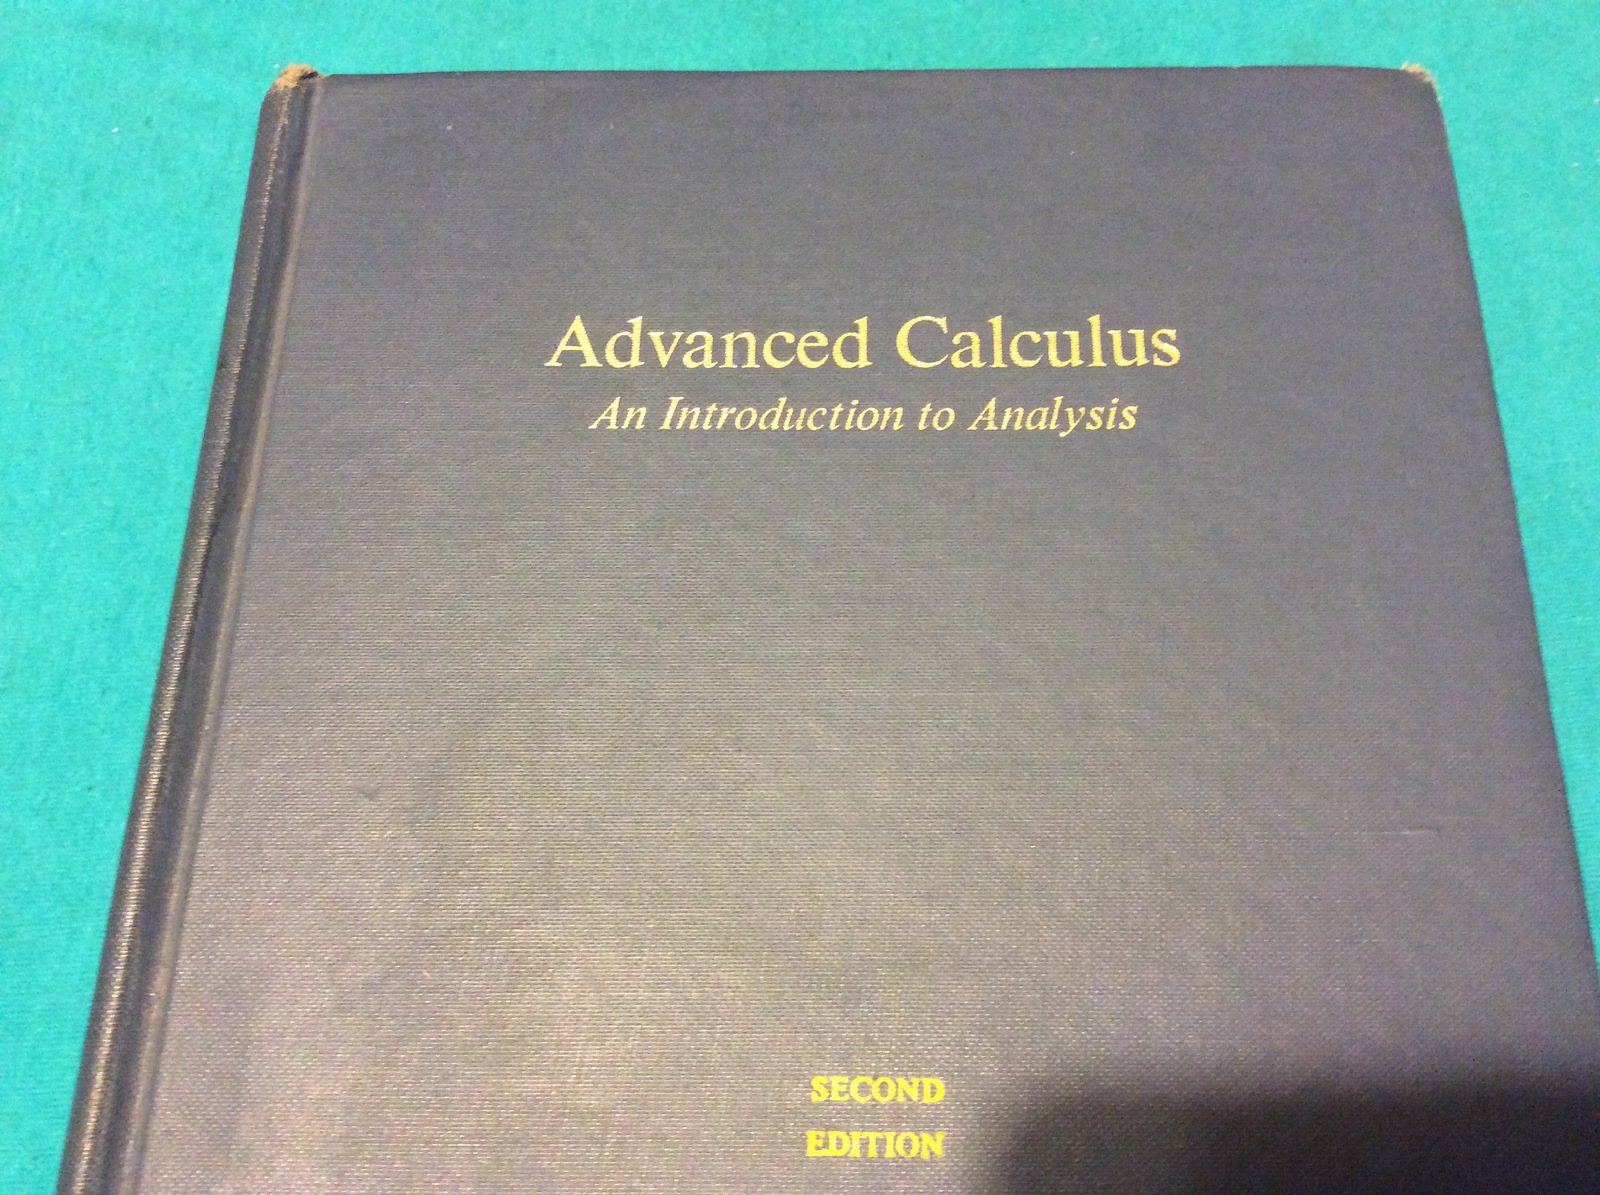 Advanced Calculus
An Introduction to Analysis
SECOND
EDITION